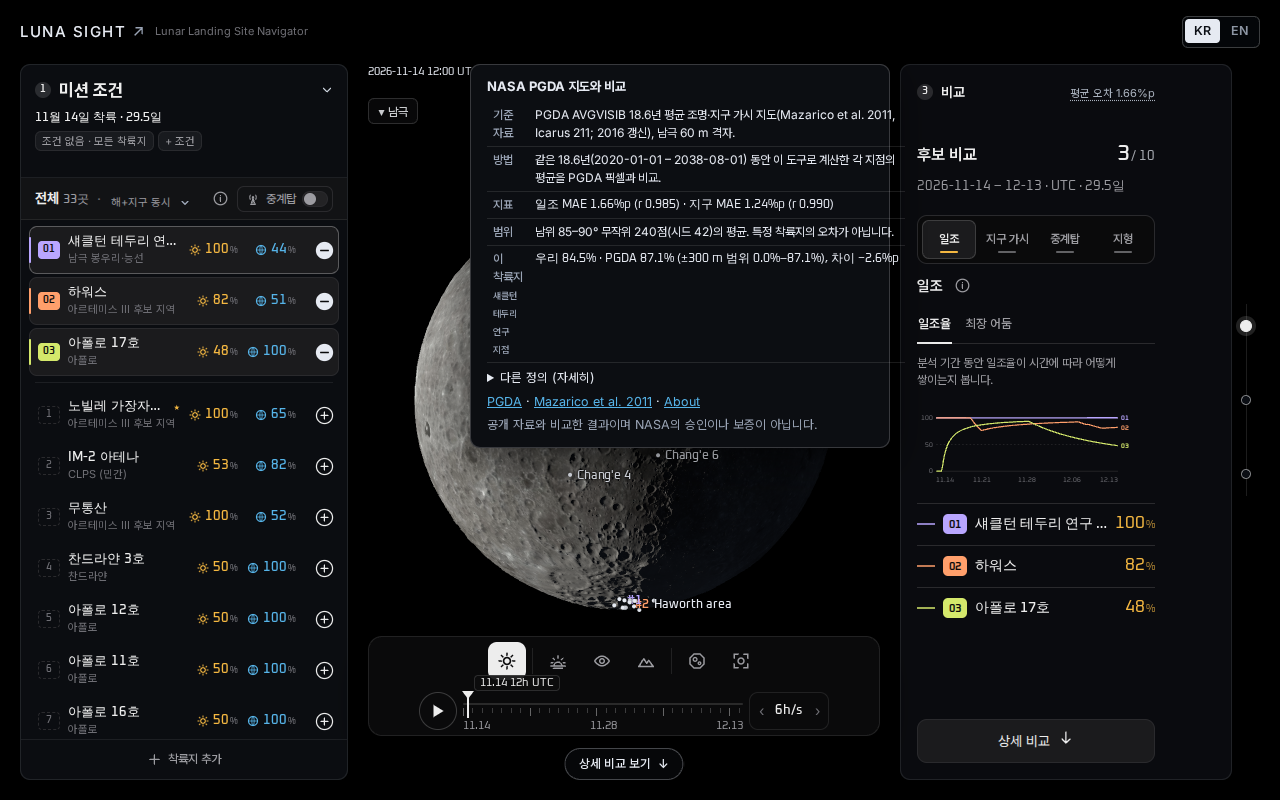 LUNA SIGHT ↗ Lunar Landing Site Navigator
KR EN
1 미션 조건
11월 14일 착륙 · 29.5일
조건 없음 · 모든 착륙지 + 조건
전체 33곳 · 해+지구 동시 중계탑
01 섀클턴 테두리 연... 100% 44%
남극 봉우리·능선
02 하워스 82% 51%
아르테미스 III 후보 지역
03 아폴로 17호 48% 100%
아폴로
1 노빌레 가장자... ★ 100% 65%
아르테미스 III 후보 지역
2 IM-2 아테나 53% 82%
CLPS (민간)
3 무통산 100% 52%
아르테미스 III 후보 지역
4 찬드라얀 3호 50% 100%
찬드라얀
5 아폴로 12호 50% 100%
아폴로
6 아폴로 11호 50% 100%
아폴로
7 아폴로 16호 50% 100%
아폴로
+ 착륙지 추가
2026-11-14 12:00 UT
▾ 남극
NASA PGDA 지도와 비교
기준 자료
PGDA AVGVISIB 18.6년 평균 조명·지구 가시 지도(Mazarico et al. 2011,
Icarus 211; 2016 갱신), 남극 60 m 격자.
방법
같은 18.6년(2020-01-01 – 2038-08-01) 동안 이 도구로 계산한 각 지점의
평균을 PGDA 픽셀과 비교.
지표
일조 MAE 1.66%p (r 0.985) · 지구 MAE 1.24%p (r 0.990)
범위
남위 85–90° 무작위 240점(시드 42)의 평균. 특정 착륙지의 오차가 아닙니다.
이
착륙지
섀클턴
테두리
연구
지점
우리 84.5% · PGDA 87.1% (±300 m 범위 0.0%–87.1%), 차이 −2.6%p
▶ 다른 정의 (자세히)
PGDA · Mazarico et al. 2011 · About
공개 자료와 비교한 결과이며 NASA의 승인이나 보증이 아닙니다.
Chang'e 6
Chang'e 4
#2 Haworth area
11.14 12h UTC
11.14 11.28 12.13
‹ 6h/s ›
상세 비교 보기 ↓
3 비교 평균 오차 1.66%p
후보 비교 3 / 10
2026-11-14 – 12-13 · UTC · 29.5일
일조 지구 가시 중계탑 지형
일조
일조율 최장 어둠
분석 기간 동안 일조율이 시간에 따라 어떻게
쌓이는지 봅니다.
100 01
02
50 03
0
11.14 11.21 11.28 12.06 12.13
01 섀클턴 테두리 연구 ... 100%
02 하워스 82%
03 아폴로 17호 48%
상세 비교 ↓